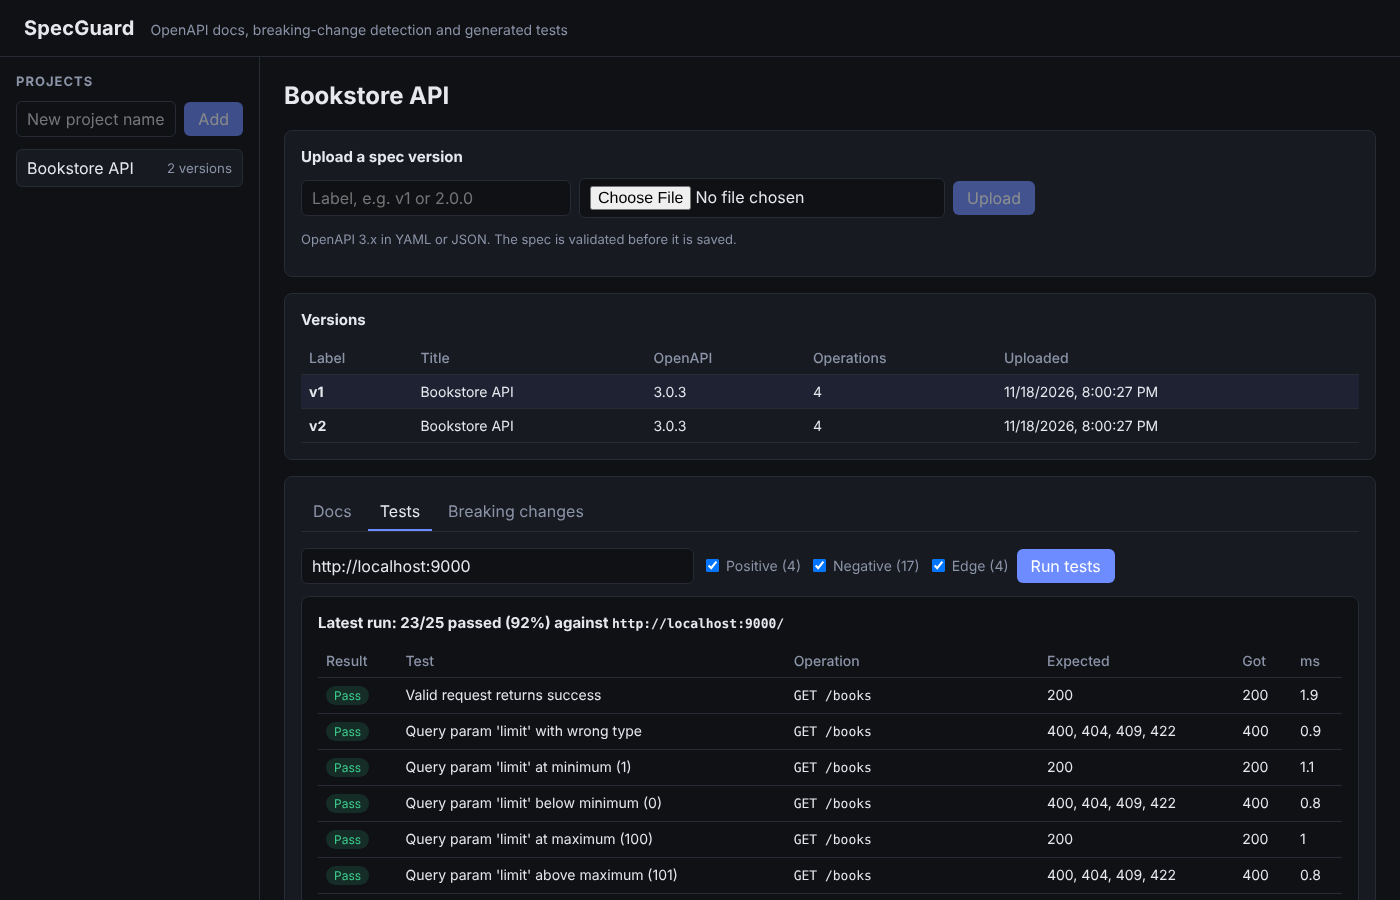 SpecGuard OpenAPI docs, breaking-change detection and generated tests
PROJECTS
New project name Add
Bookstore API 2 versions
Bookstore API
Upload a spec version
Label, e.g. v1 or 2.0.0 Choose File No file chosen Upload
OpenAPI 3.x in YAML or JSON. The spec is validated before it is saved.
Versions
Label Title OpenAPI Operations Uploaded
v1 Bookstore API 3.0.3 4 11/18/2026, 8:00:27 PM
v2 Bookstore API 3.0.3 4 11/18/2026, 8:00:27 PM
Docs Tests Breaking changes
http://localhost:9000 Positive (4) Negative (17) Edge (4) Run tests
Latest run: 23/25 passed (92%) against http://localhost:9000/
Result Test Operation Expected Got ms
Pass Valid request returns success GET /books 200 200 1.9
Pass Query param 'limit' with wrong type GET /books 400, 404, 409, 422 400 0.9
Pass Query param 'limit' at minimum (1) GET /books 200 200 1.1
Pass Query param 'limit' below minimum (0) GET /books 400, 404, 409, 422 400 0.8
Pass Query param 'limit' at maximum (100) GET /books 200 200 1
Pass Query param 'limit' above maximum (101) GET /books 400, 404, 409, 422 400 0.8